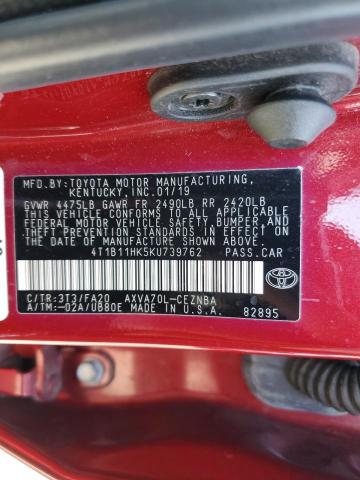 MFD.BY:TOYOTA MOTOR MANUFACTURING,
KENTUCKY, INC.01/19
GVWR 4475LB GAWR FR 2490LB RR 2420LB
THIS VEHICLE CONFORMS TO ALL APPLICABLE
FEDERAL MOTOR VEHICLE SAFETY, BUMPER, AND
THEFT PREVENTION STANDARDS IN EFFECT ON
THE DATE OF MANUFACTURE SHOWN ABOVE.
4T1B11HK5KU739762 PASS.CAR
C/TR:3T3/FA20 AXVA70L-CEZNBA
A/TM:-02A/UB80E MADE IN U.S.A.
82895